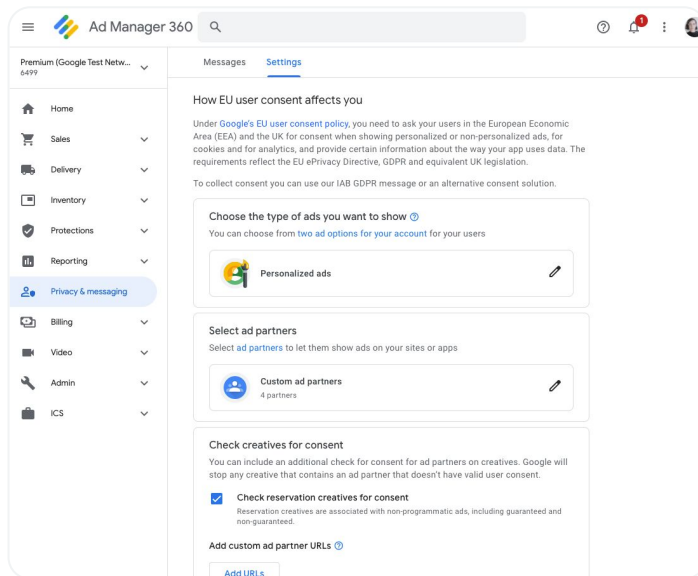 Ad Manager 360
1
Premium (Google Test Netw...
6499
Home
Sales
Delivery
Inventory
Protections
Reporting
Privacy & messaging
Billing
Video
Admin
ICS
Messages
Settings
How EU user consent affects you
Under Google's EU user consent policy, you need to ask your users in the European Economic
Area (EEA) and the UK for consent when showing personalized or non-personalized ads, for
cookies and for analytics, and provide certain information about the way your app uses data. The
requirements reflect the EU ePrivacy Directive, GDPR and equivalent UK legislation.
To collect consent you can use our IAB GDPR message or an alternative consent solution.
Choose the type of ads you want to show
You can choose from two ad options for your account for your users
Personalized ads
Select ad partners
Select ad partners to let them show ads on your sites or apps
Custom ad partners
4 partners
Check creatives for consent
You can include an additional check for consent for ad partners on creatives. Google will
stop any creative that contains an ad partner that doesn't have valid user consent.
Check reservation creatives for consent
Reservation creatives are associated with non-programmatic ads, including guaranteed and
non-guaranteed.
Add custom ad partner URLs
Add URLs